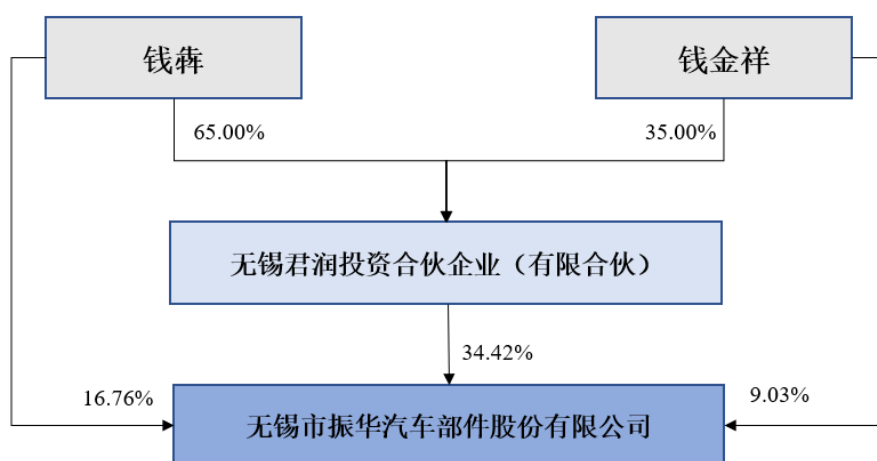 钱犇
钱金祥
65.00%
35.00%
无锡君润投资合伙企业（有限合伙）
34.42%
16.76%
9.03%
无锡市振华汽车部件股份有限公司